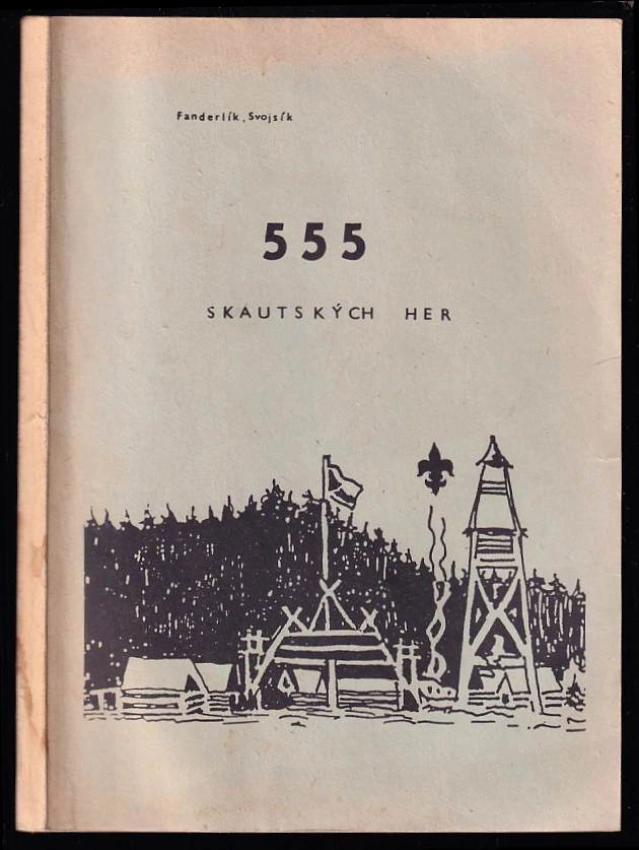 Fanderlík, Svojsík
555
SKAUTSKÝCH HER